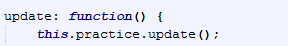 update: function() {
    this.practice.update();